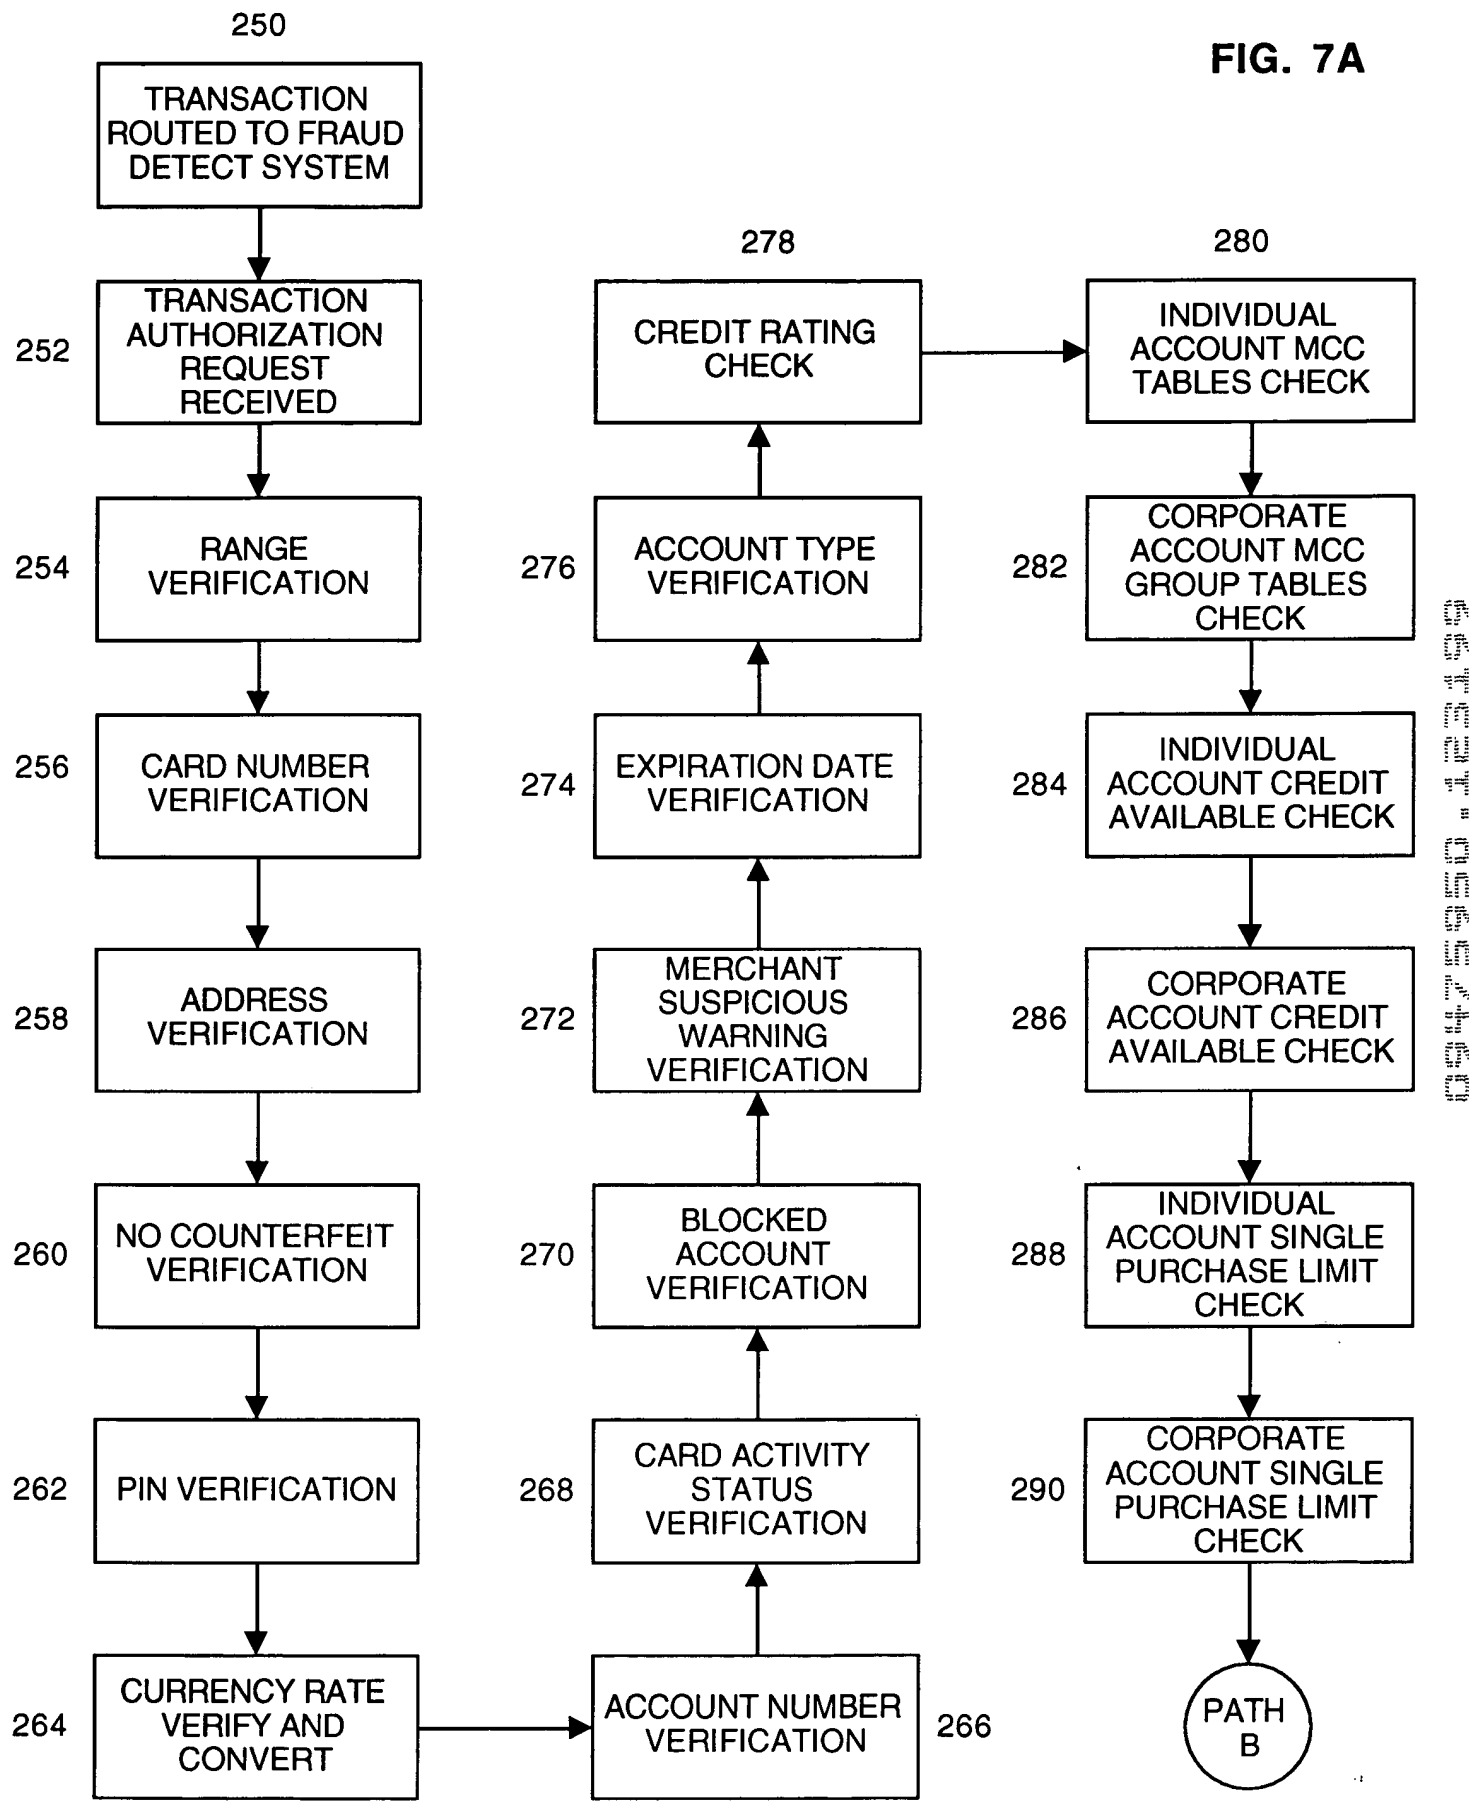 250
FIG. 7A
TRANSACTION
ROUTED TO FRAUD
DETECT SYSTEM
252
TRANSACTION
AUTHORIZATION
REQUEST
RECEIVED
254
RANGE
VERIFICATION
256
CARD NUMBER
VERIFICATION
258
ADDRESS
VERIFICATION
260
NO COUNTERFEIT
VERIFICATION
262
PIN VERIFICATION
264
CURRENCY RATE
VERIFY AND
CONVERT
ACCOUNT NUMBER
VERIFICATION
266
268
CARD ACTIVITY
STATUS
VERIFICATION
270
BLOCKED
ACCOUNT
VERIFICATION
272
MERCHANT
SUSPICIOUS
WARNING
VERIFICATION
274
EXPIRATION DATE
VERIFICATION
276
ACCOUNT TYPE
VERIFICATION
278
CREDIT RATING
CHECK
280
INDIVIDUAL
ACCOUNT MCC
TABLES CHECK
282
CORPORATE
ACCOUNT MCC
GROUP TABLES
CHECK
284
INDIVIDUAL
ACCOUNT CREDIT
AVAILABLE CHECK
286
CORPORATE
ACCOUNT CREDIT
AVAILABLE CHECK
288
INDIVIDUAL
ACCOUNT SINGLE
PURCHASE LIMIT
CHECK
290
CORPORATE
ACCOUNT SINGLE
PURCHASE LIMIT
CHECK
PATH
B